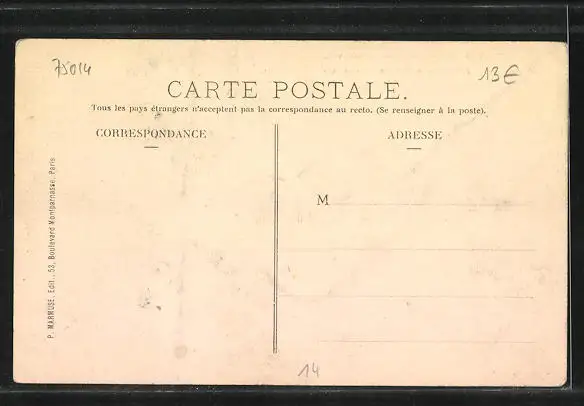 75014
13€
CARTE POSTALE.
Tous les pays étrangers n'acceptent pas la correspondance au recto. (Se renseigner à la poste).
CORRESPONDANCE
ADRESSE
M
P. MARMUSE, Edit., 53, Boulevard Montparnasse, Paris
14